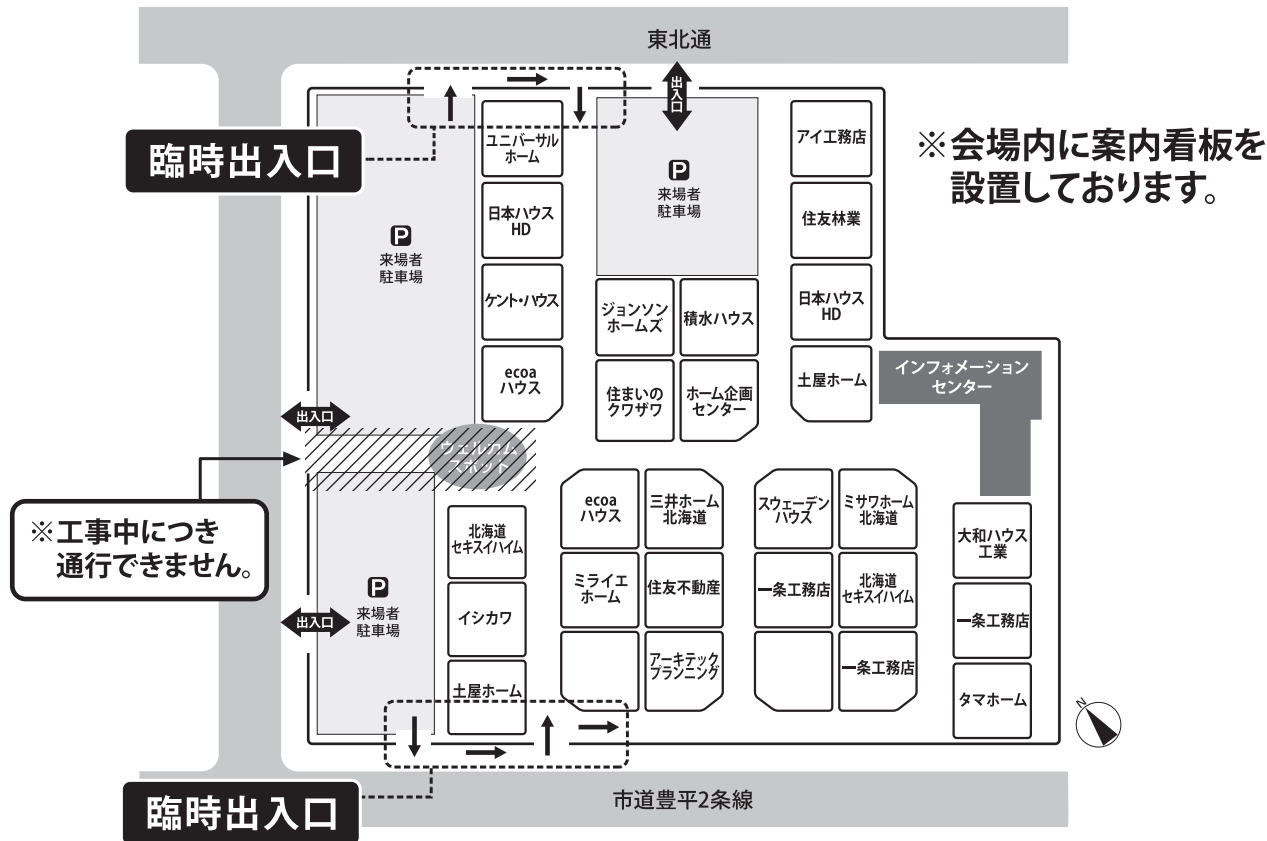 東北通
出入口
臨時出入口
※会場内に案内看板を
設置しております。
P
来場者
駐車場
P
来場者
駐車場
ユニバーサル
ホーム
日本ハウス
HD
ケント・ハウス
ecoa
ハウス
ジョンソン
ホームズ
積水ハウス
住まいの
クワザワ
ホーム企画
センター
アイ工務店
住友林業
日本ハウス
HD
土屋ホーム
インフォメーション
センター
出入口
ウェルカム
スポット
※工事中につき
通行できません。
P
来場者
駐車場
出入口
北海道
セキスイハイム
イシカワ
土屋ホーム
ecoa
ハウス
三井ホーム
北海道
ミライエ
ホーム
住友不動産
アーキテック
プランニング
スウェーデン
ハウス
ミサワホーム
北海道
一条工務店
北海道
セキスイハイム
一条工務店
大和ハウス
工業
一条工務店
タマホーム
N
臨時出入口
市道豊平2条線